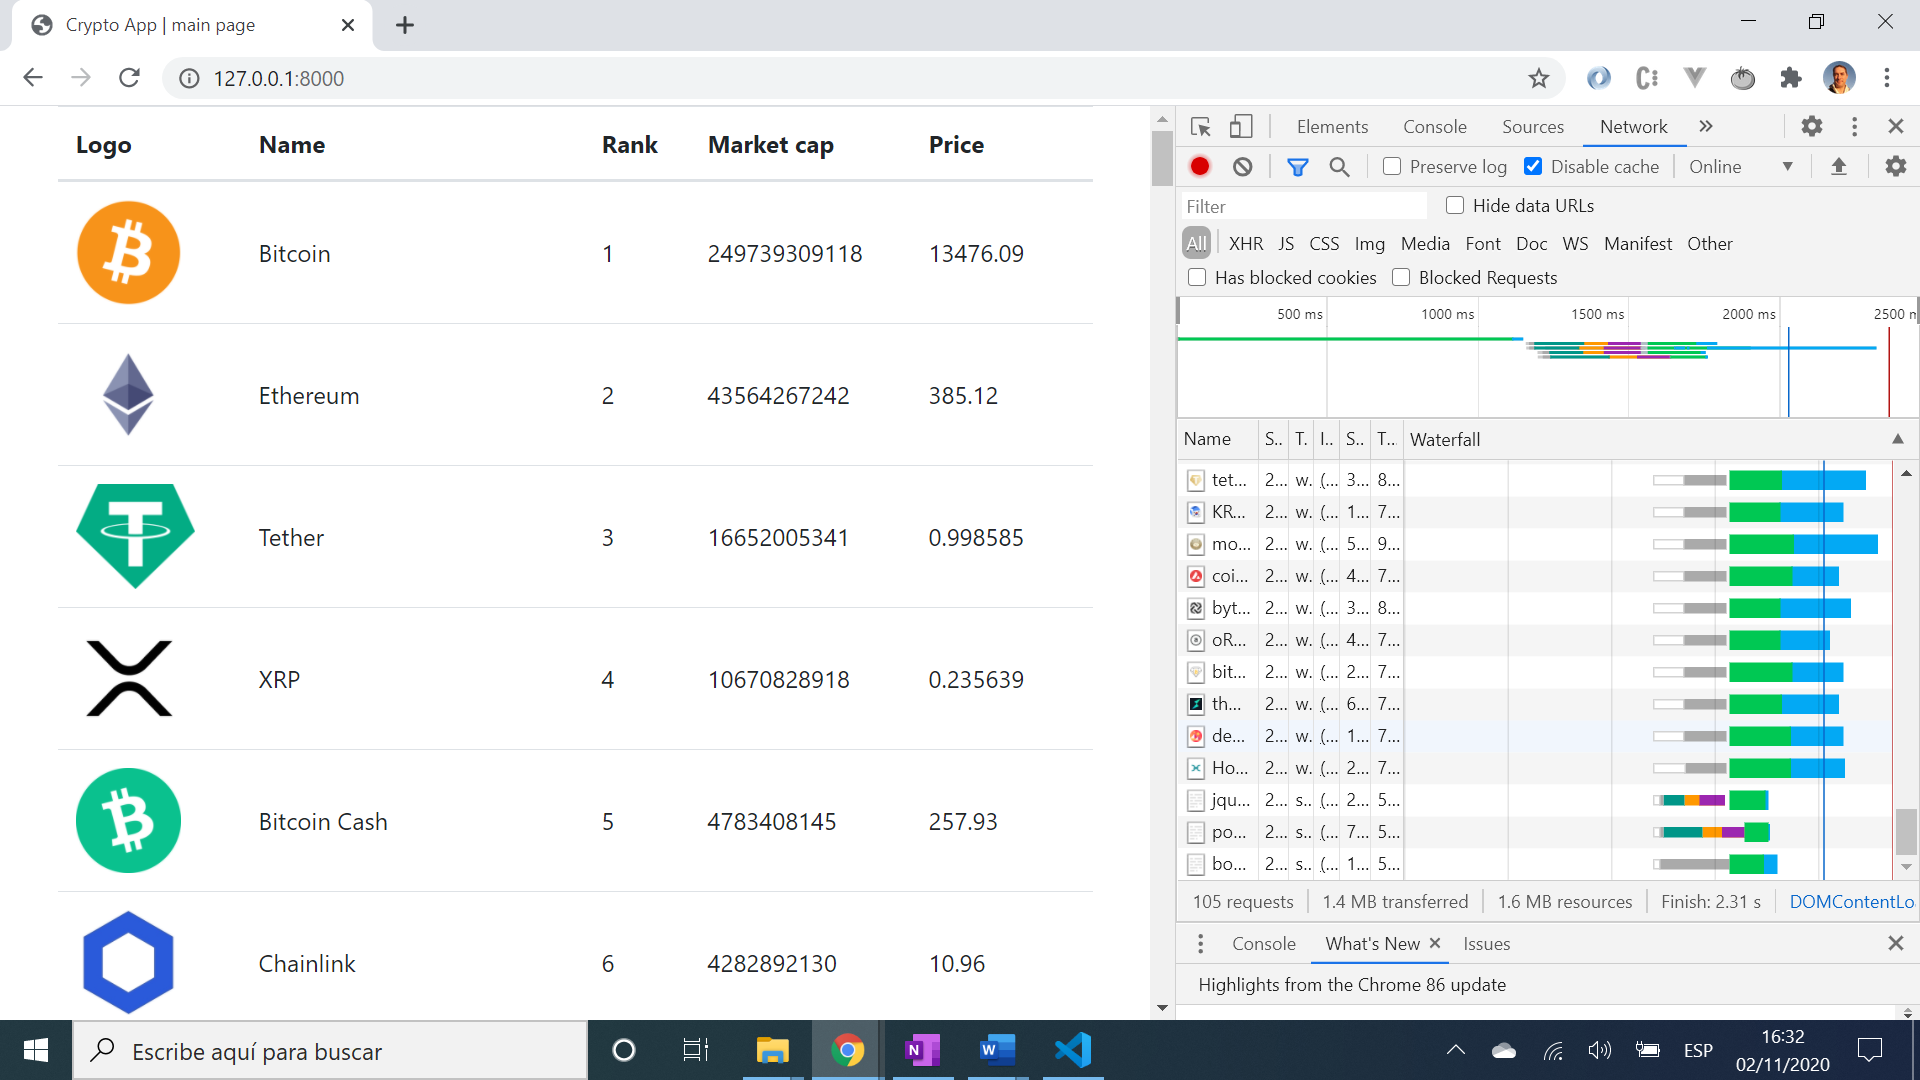 Crypto App | main page
127.0.0.1:8000
Logo Name Rank Market cap Price
Bitcoin 1 249739309118 13476.09
Ethereum 2 43564267242 385.12
Tether 3 16652005341 0.998585
XRP 4 10670828918 0.235639
Bitcoin Cash 5 4783408145 257.93
Chainlink 6 4282892130 10.96
Elements Console Sources Network
Preserve log Disable cache Online
Filter Hide data URLs
All XHR JS CSS Img Media Font Doc WS Manifest Other
Has blocked cookies Blocked Requests
500 ms 1000 ms 1500 ms 2000 ms 2500 m
Name S.. T. I.. S.. T... Waterfall
tet... 2... w. (... 3... 8...
KR... 2... w. (... 1... 7...
mo... 2... w. (... 5... 9...
coi... 2... w. (... 4... 7...
byt... 2... w. (... 3... 8...
oR... 2... w. (... 4... 7...
bit... 2... w. (... 2... 7...
th... 2... w. (... 6... 7...
de... 2... w. (... 1... 7...
Ho... 2... w. (... 2... 7...
jqu... 2... s.. (... 2... 5...
po... 2... s.. (... 7... 5...
bo... 2... s.. (... 1... 5...
105 requests 1.4 MB transferred 1.6 MB resources Finish: 2.31 s DOMContentLo
Console What's New Issues
Highlights from the Chrome 86 update
Escribe aquí para buscar
ESP
16:32
02/11/2020